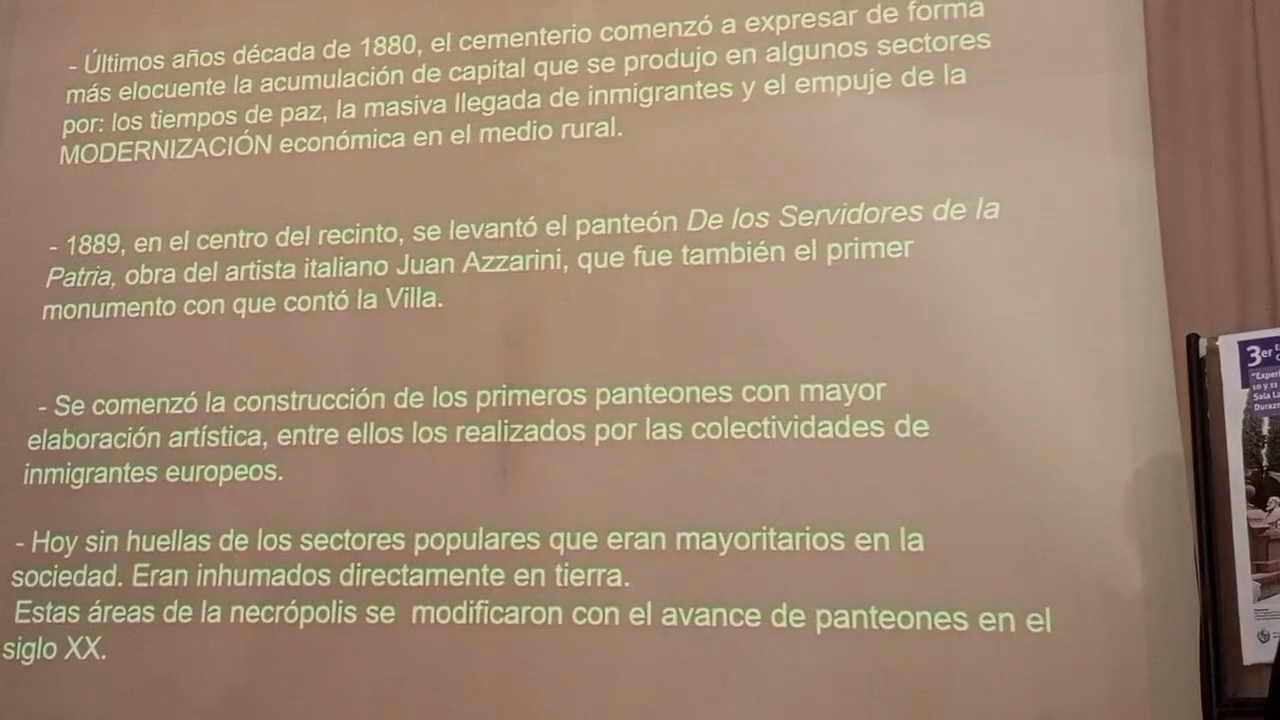 - Últimos años década de 1880, el cementerio comenzó a expresar de forma
más elocuente la acumulación de capital que se produjo en algunos sectores
por: los tiempos de paz, la masiva llegada de inmigrantes y el empuje de la
MODERNIZACIÓN económica en el medio rural.
- 1889, en el centro del recinto, se levantó el panteón De los Servidores de la
Patria, obra del artista italiano Juan Azzarini, que fue también el primer
monumento con que contó la Villa.
- Se comenzó la construcción de los primeros panteones con mayor
elaboración artística, entre ellos los realizados por las colectividades de
inmigrantes europeos.
- Hoy sin huellas de los sectores populares que eran mayoritarios en la
sociedad. Eran inhumados directamente en tierra.
Estas áreas de la necrópolis se modificaron con el avance de panteones en el
siglo XX.
3er
10 y 11
Sala